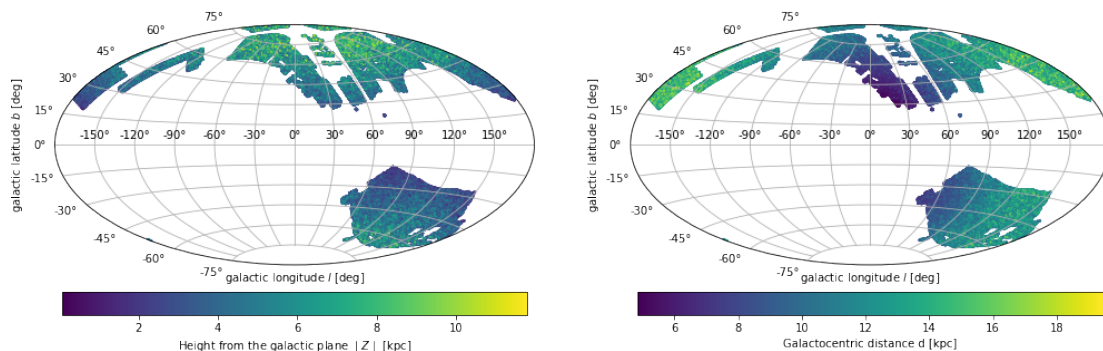 75°
60°
45°
30°
15°
0°
-15°
-30°
-45°
-60°
-75°
-150°-120° -90° -60° -30° 0° 30° 60° 90° 120° 150°
galactic latitude b [deg]
galactic longitude l [deg]
2 4 6 8 10
Height from the galactic plane | Z | [kpc]
75°
60°
45°
30°
15°
0°
-15°
-30°
-45°
-60°
-75°
-150°-120° -90° -60° -30° 0° 30° 60° 90° 120° 150°
galactic latitude b [deg]
galactic longitude l [deg]
6 8 10 12 14 16 18
Galactocentric distance d [kpc]